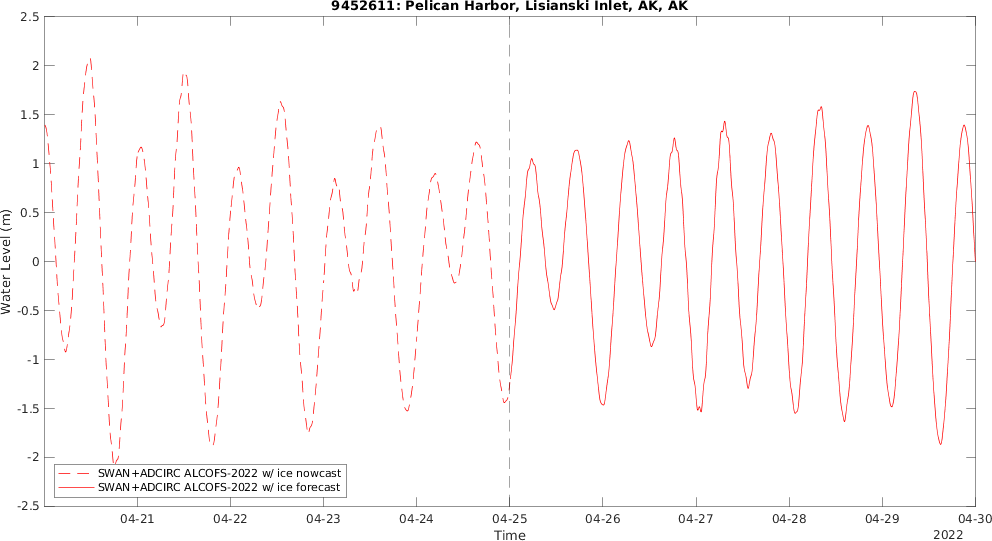 9452611: Pelican Harbor, Lisianski Inlet, AK, AK
2.5
2
1.5
1
0.5
0
-0.5
-1
-1.5
-2
-2.5
Water Level (m)
SWAN+ADCIRC ALCOFS-2022 w/ ice nowcast
SWAN+ADCIRC ALCOFS-2022 w/ ice forecast
04-21 04-22 04-23 04-24 04-25 04-26 04-27 04-28 04-29 04-30
Time
2022